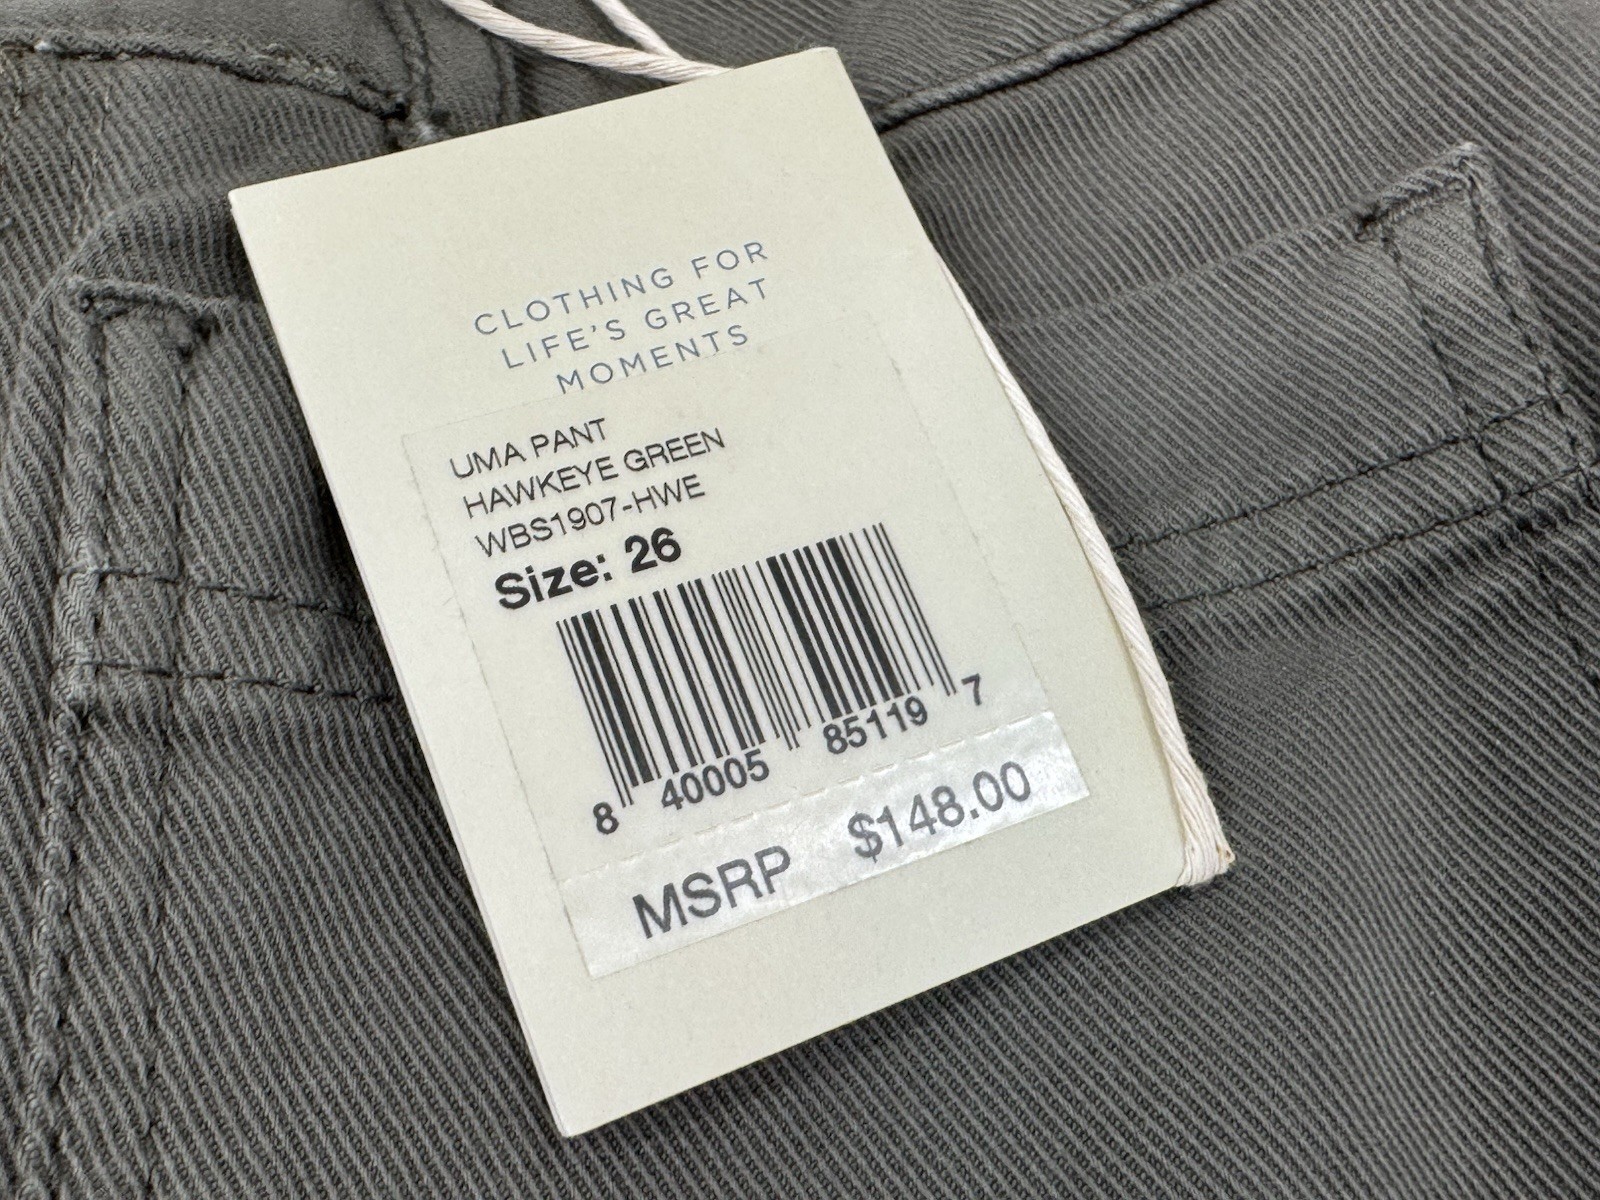 CLOTHING FOR
LIFE'S GREAT
MOMENTS
UMA PANT
HAWKEYE GREEN
WBS1907-HWE
Size: 26
8 40005 85119 7
MSRP $148.00